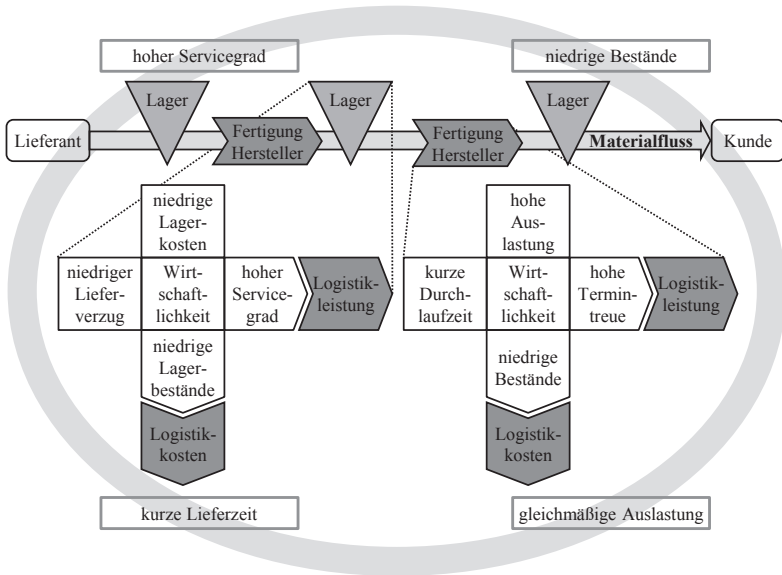 hoher Servicegrad
niedrige Bestände
Lager
Lager
Lager
Lieferant
Fertigung
Hersteller
Fertigung
Hersteller
Materialfluss
Kunde
niedrige
Lager-
kosten
niedriger
Liefer-
verzug
Wirt-
schaft-
lichkeit
hoher
Service-
grad
Logistik-
leistung
niedrige
Lager-
bestände
Logistik-
kosten
hohe
Aus-
lastung
kurze
Durch-
laufzeit
Wirt-
schaft-
lichkeit
hohe
Termin-
treue
Logistik-
leistung
niedrige
Bestände
Logistik-
kosten
kurze Lieferzeit
gleichmäßige Auslastung